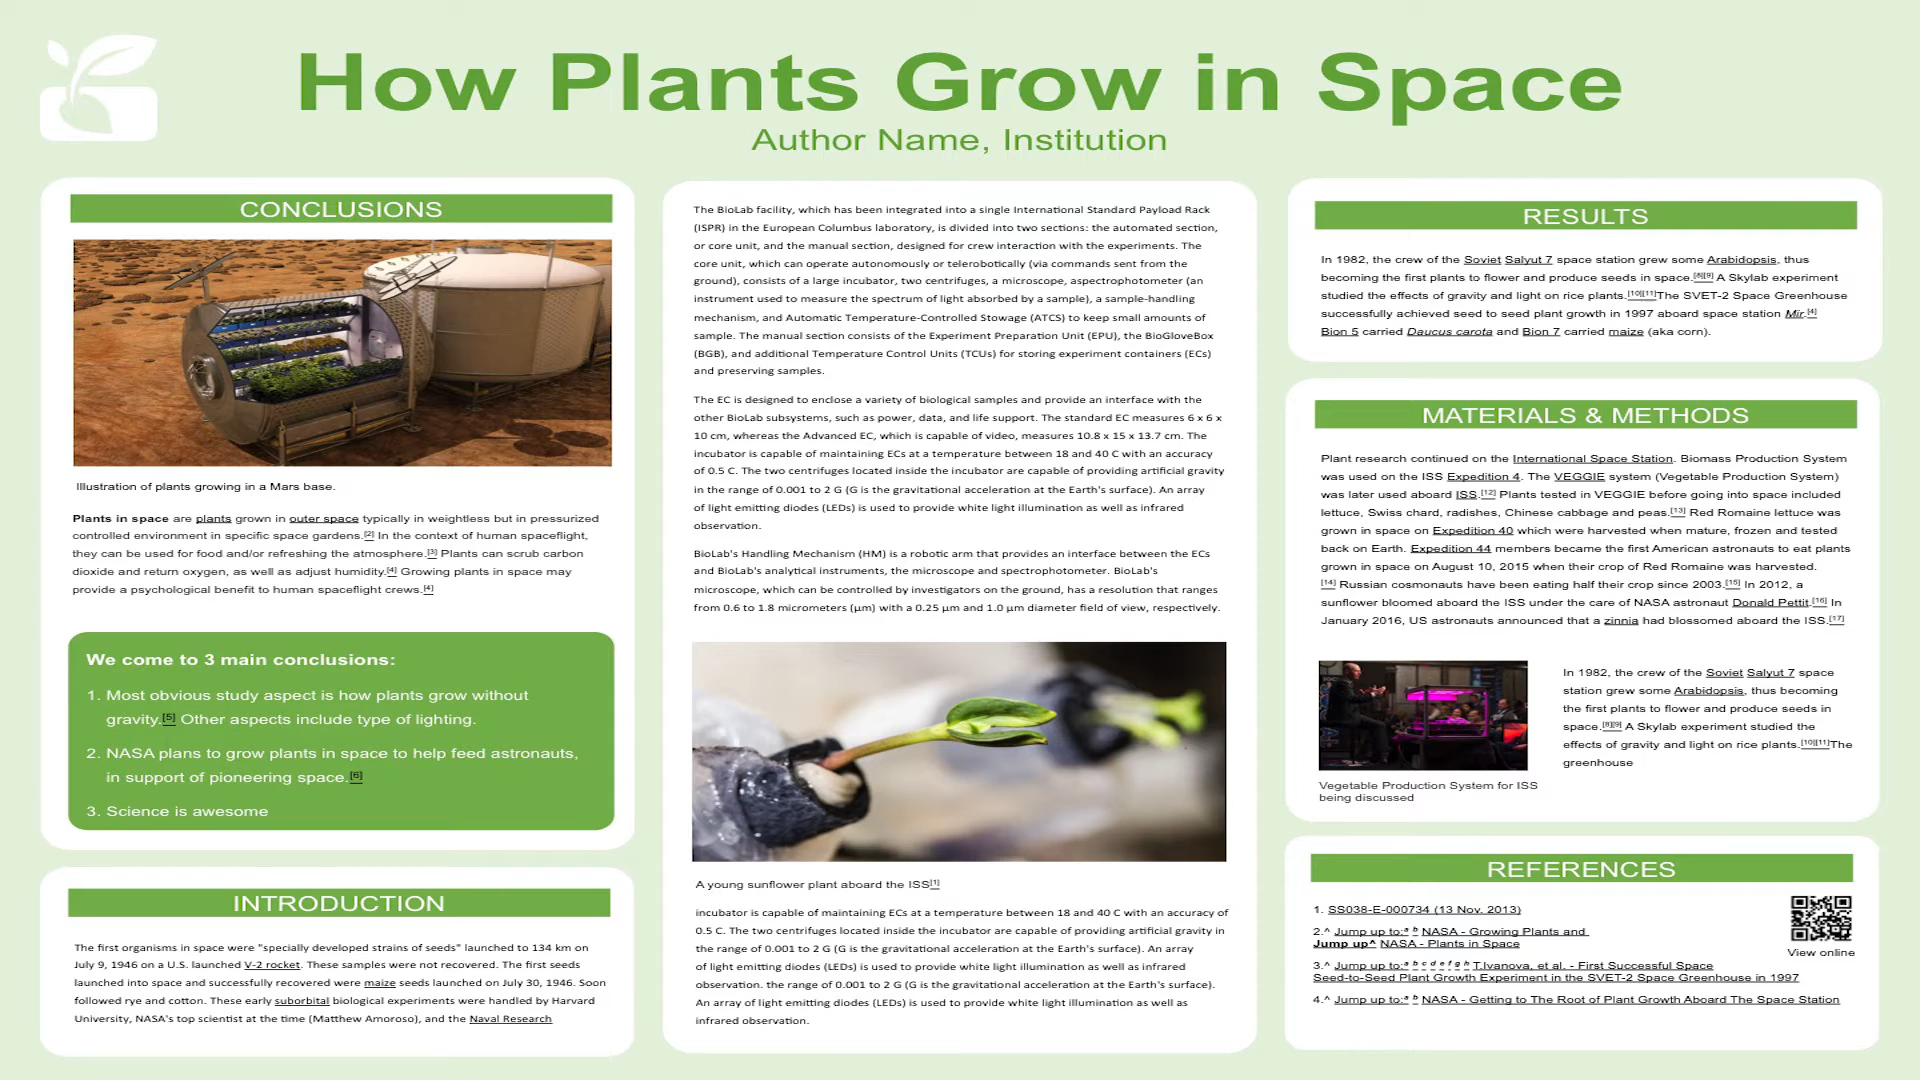 How Plants Grow in Space
Author Name, Institution
CONCLUSIONS
Illustration of plants growing in a Mars base.
Plants in space are plants grown in outer space typically in weightless but in pressurized
controlled environment in specific space gardens.[2] In the context of human spaceflight,
they can be used for food and/or refreshing the atmosphere.[3] Plants can scrub carbon
dioxide and return oxygen, as well as adjust humidity.[4] Growing plants in space may
provide a psychological benefit to human spaceflight crews.[4]
We come to 3 main conclusions:
1. Most obvious study aspect is how plants grow without
gravity.[5] Other aspects include type of lighting.
2. NASA plans to grow plants in space to help feed astronauts,
in support of pioneering space.[6]
3. Science is awesome
INTRODUCTION
The first organisms in space were "specially developed strains of seeds" launched to 134 km on
July 9, 1946 on a U.S. launched V-2 rocket. These samples were not recovered. The first seeds
launched into space and successfully recovered were maize seeds launched on July 30, 1946. Soon
followed rye and cotton. These early suborbital biological experiments were handled by Harvard
University, NASA's top scientist at the time (Matthew Amoroso), and the Naval Research
The BioLab facility, which has been integrated into a single International Standard Payload Rack
(ISPR) in the European Columbus laboratory, is divided into two sections: the automated section,
or core unit, and the manual section, designed for crew interaction with the experiments. The
core unit, which can operate autonomously or telerobotically (via commands sent from the
ground), consists of a large incubator, two centrifuges, a microscope, aspectrophotometer (an
instrument used to measure the spectrum of light absorbed by a sample), a sample-handling
mechanism, and Automatic Temperature-Controlled Stowage (ATCS) to keep small amounts of
sample. The manual section consists of the Experiment Preparation Unit (EPU), the BioGloveBox
(BGB), and additional Temperature Control Units (TCUs) for storing experiment containers (ECs)
and preserving samples.
The EC is designed to enclose a variety of biological samples and provide an interface with the
other BioLab subsystems, such as power, data, and life support. The standard EC measures 6 x 6 x
10 cm, whereas the Advanced EC, which is capable of video, measures 10.8 x 15 x 13.7 cm. The
incubator is capable of maintaining ECs at a temperature between 18 and 40 C with an accuracy
of 0.5 C. The two centrifuges located inside the incubator are capable of providing artificial gravity
in the range of 0.001 to 2 G (G is the gravitational acceleration at the Earth's surface). An array
of light emitting diodes (LEDs) is used to provide white light illumination as well as infrared
observation.
BioLab's Handling Mechanism (HM) is a robotic arm that provides an interface between the ECs
and BioLab's analytical instruments, the microscope and spectrophotometer. BioLab's
microscope, which can be controlled by investigators on the ground, has a resolution that ranges
from 0.6 to 1.8 micrometers (µm) with a 0.25 µm and 1.0 µm diameter field of view, respectively.
A young sunflower plant aboard the ISS[1]
incubator is capable of maintaining ECs at a temperature between 18 and 40 C with an accuracy of
0.5 C. The two centrifuges located inside the incubator are capable of providing artificial gravity in
the range of 0.001 to 2 G (G is the gravitational acceleration at the Earth's surface). An array
of light emitting diodes (LEDs) is used to provide white light illumination as well as infrared
observation. the range of 0.001 to 2 G (G is the gravitational acceleration at the Earth's surface).
An array of light emitting diodes (LEDs) is used to provide white light illumination as well as
infrared observation.
RESULTS
In 1982, the crew of the Soviet Salyut 7 space station grew some Arabidopsis, thus
becoming the first plants to flower and produce seeds in space.[8][9] A Skylab experiment
studied the effects of gravity and light on rice plants.[10][11]The SVET-2 Space Greenhouse
successfully achieved seed to seed plant growth in 1997 aboard space station Mir.[4]
Bion 5 carried Daucus carota and Bion 7 carried maize (aka corn).
MATERIALS & METHODS
Plant research continued on the International Space Station. Biomass Production System
was used on the ISS Expedition 4. The VEGGIE system (Vegetable Production System)
was later used aboard ISS.[12] Plants tested in VEGGIE before going into space included
lettuce, Swiss chard, radishes, Chinese cabbage and peas.[13] Red Romaine lettuce was
grown in space on Expedition 40 which were harvested when mature, frozen and tested
back on Earth. Expedition 44 members became the first American astronauts to eat plants
grown in space on August 10, 2015 when their crop of Red Romaine was harvested.
[14] Russian cosmonauts have been eating half their crop since 2003.[15] In 2012, a
sunflower bloomed aboard the ISS under the care of NASA astronaut Donald Pettit.[16] In
January 2016, US astronauts announced that a zinnia had blossomed aboard the ISS.[17]
Vegetable Production System for ISS
being discussed
In 1982, the crew of the Soviet Salyut 7 space
station grew some Arabidopsis, thus becoming
the first plants to flower and produce seeds in
space.[8][9] A Skylab experiment studied the
effects of gravity and light on rice plants.[10][11]The
greenhouse
REFERENCES
1. SS038-E-000734 (13 Nov. 2013)
2.^ Jump up to:a b NASA - Growing Plants and
Jump up^ NASA - Plants in Space
3.^ Jump up to:a b c d e f g h T.Ivanova, et al. - First Successful Space
Seed-to-Seed Plant Growth Experiment in the SVET-2 Space Greenhouse in 1997
4.^ Jump up to:a b NASA - Getting to The Root of Plant Growth Aboard The Space Station
View online